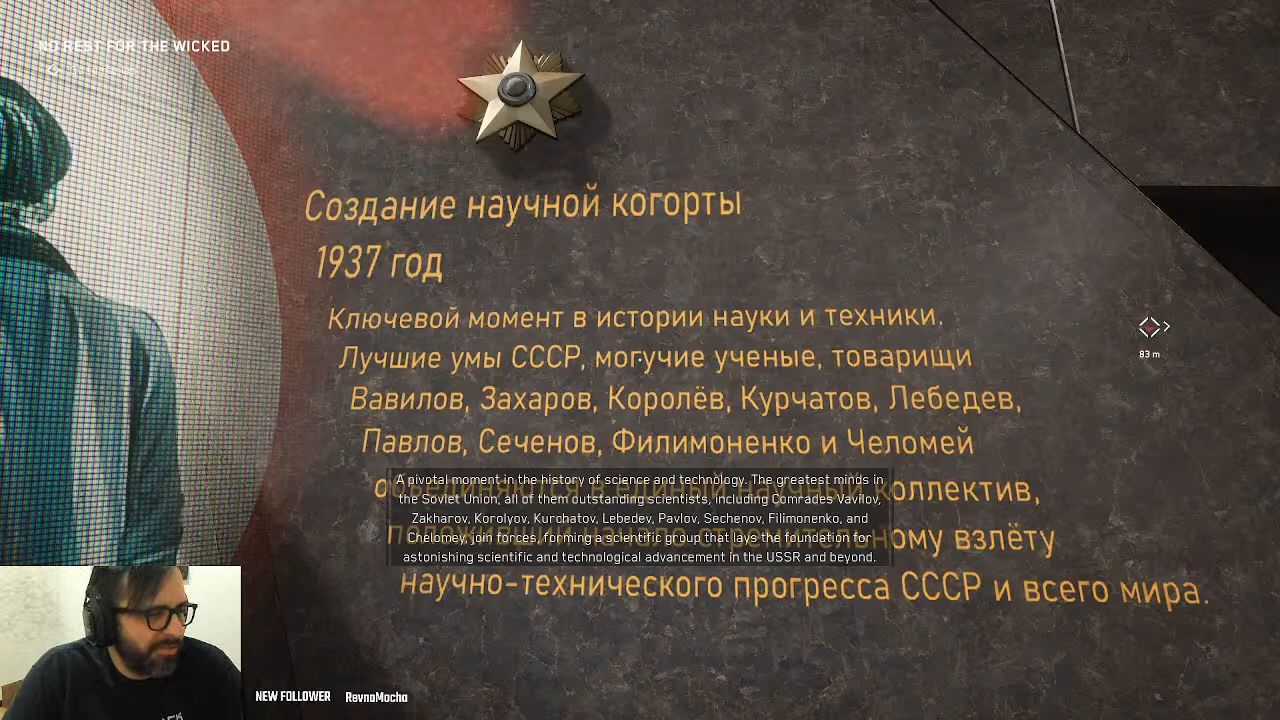 NO REST FOR THE WICKED
Создание научной когорты
1937 год
Ключевой момент в истории науки и техники.
Лучшие умы СССР, могучие ученые, товарищи
Вавилов, Захаров, Королёв, Курчатов, Лебедев,
Павлов, Сеченов, Филимоненко и Челомей
коллектив,
взлёту
научно-технического прогресса СССР и всего мира.
A pivotal moment in the history of science and technology. The greatest minds in
the Soviet Union, all of them outstanding scientists, including Comrades Vavilov,
Zakharov, Korolyov, Kurchatov, Lebedev, Pavlov, Sechenov, Filimonenko, and
Chelomey, join forces, forming a scientific group that lays the foundation for
astonishing scientific and technological advancement in the USSR and beyond.
83 m
NEW FOLLOWER RevnaMacha